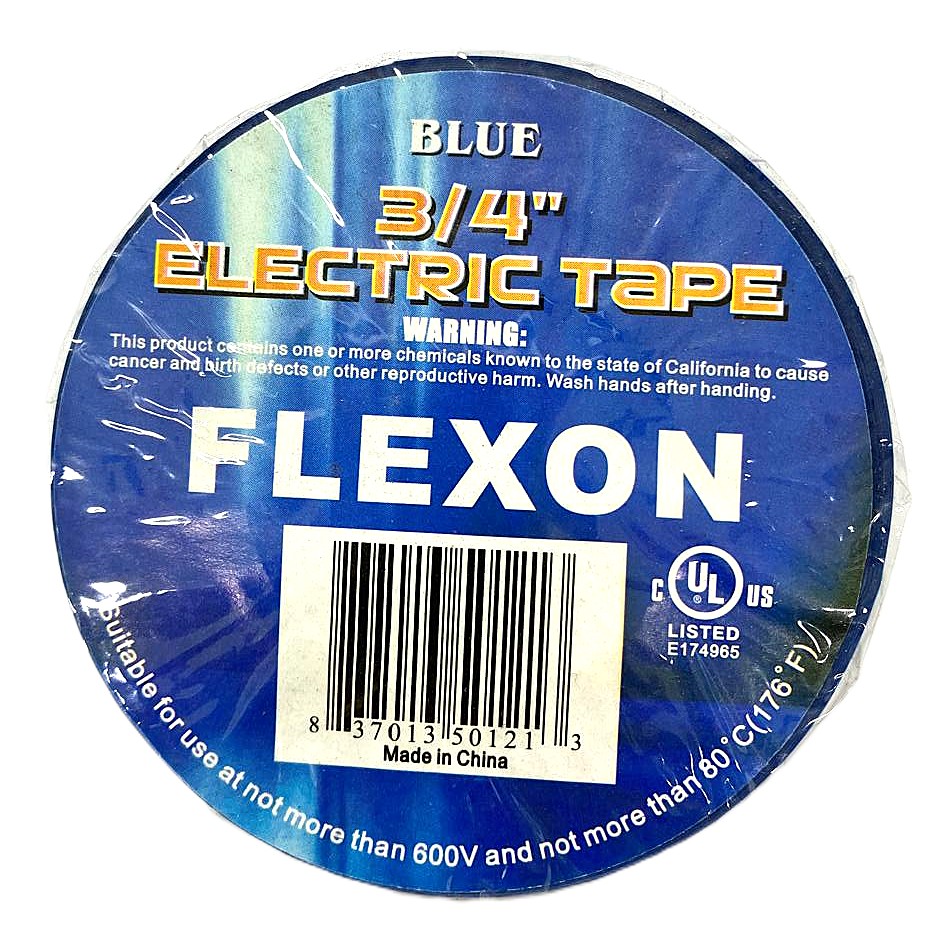 BLUE
3/4"
ELECTRIC TAPE
WARNING:
This product contains one or more chemicals known to the state of California to cause
cancer and birth defects or other reproductive harm. Wash hands after handing.
FLEXON
C UL® US
LISTED
E174965
8 37013 50121 3
Made in China
Suitable for use at not more than 600V and not more than 80°C(176°F)